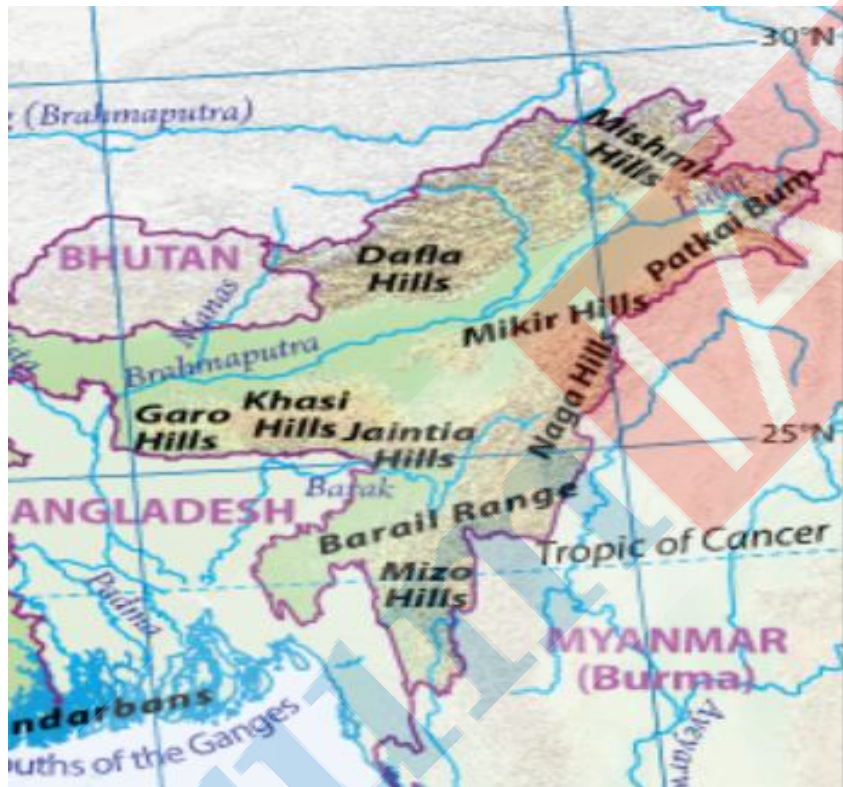 30°N
(Brahmaputra)
Mishmi
Hills
Patkai Bum
BHUTAN
Dafla
Hills
Manas
Mikir Hills
Brahmaputra
Naga Hills
Garo
Hills
Khasi
Hills
Jaintia
Hills
25°N
Barak
ANGLADESH
Barail Range
Tropic of Cancer
Mizo
Hills
Padma
MYANMAR
(Burma)
ndarbans
uths of the Ganges
Ayeyarw